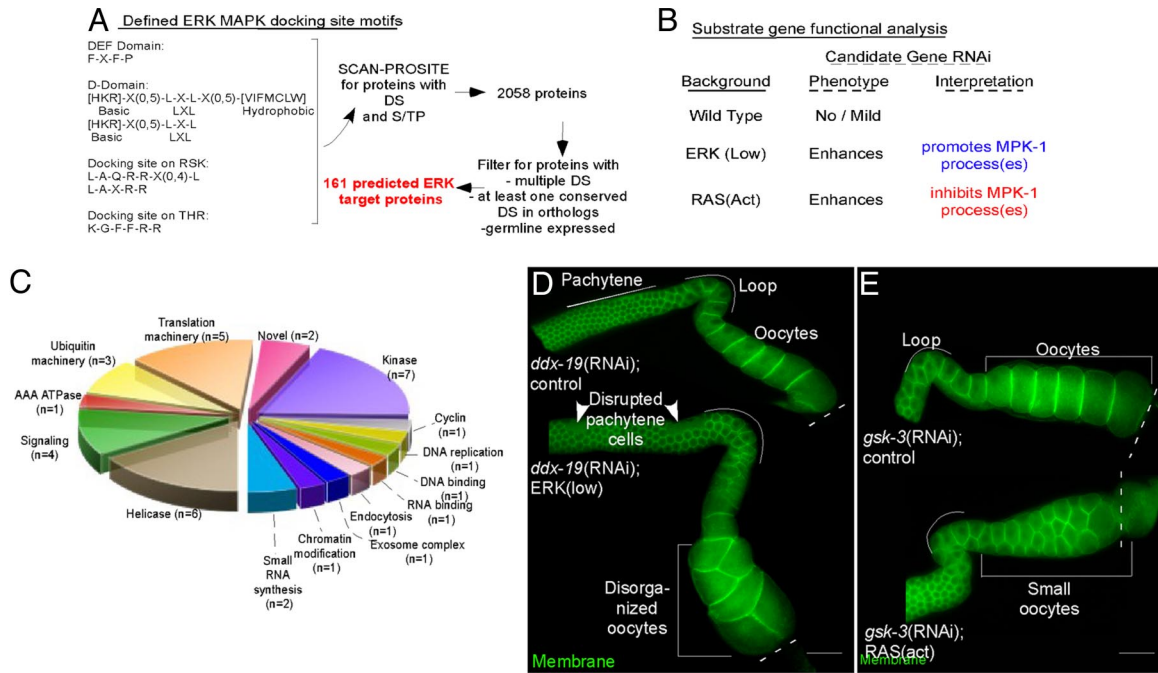 A Defined ERK MAPK docking site motifs
DEF Domain:
F-X-F-P
D-Domain:
[HKR]-X(0,5)-L-X-L-X(0,5)-[VIFMCLW]
Basic LXL Hydrophobic
[HKR]-X(0,5)-L-X-L
Basic LXL
Docking site on RSK:
L-A-Q-R-R-X(0,4)-L
L-A-X-R-R
Docking site on THR:
K-G-F-F-R-R
SCAN-PROSITE
for proteins with
DS
and S/TP
2058 proteins
Filter for proteins with
- multiple DS
- at least one conserved
DS in orthologs
-germline expressed
161 predicted ERK
target proteins
B Substrate gene functional analysis
Candidate Gene RNAi
Background Phenotype Interpretation
Wild Type No / Mild
ERK (Low) Enhances promotes MPK-1
process(es)
RAS(Act) Enhances inhibits MPK-1
process(es)
C
Novel (n=2)
Kinase
(n=7)
Cyclin
(n=1)
DNA replication
(n=1)
DNA binding
(n=1)
RNA binding
(n=1)
Endocytosis
(n=1)
Exosome complex
(n=1)
Chromatin
modification
(n=1)
Small
RNA
synthesis
(n=2)
Helicase (n=6)
Signaling
(n=4)
AAA ATPase
(n=1)
Ubiquitin
machinery (n=3)
Translation
machinery (n=5)
D
Pachytene
Loop
Oocytes
ddx-19(RNAi);
control
Disrupted
pachytene
cells
ddx-19(RNAi);
ERK(low)
Disorga-
nized
oocytes
Membrane
E
Loop
Oocytes
gsk-3(RNAi);
control
Small
oocytes
gsk-3(RNAi);
RAS(act)
Membrane